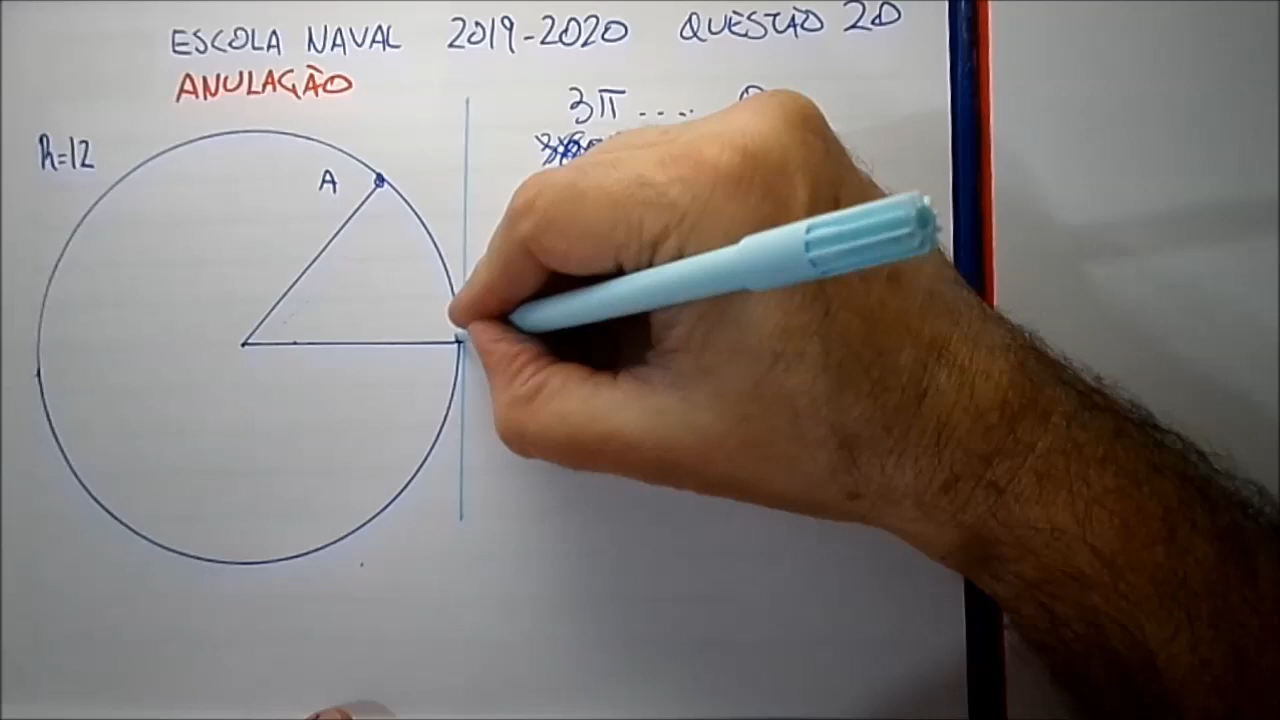 ESCOLA NAVAL 2019-2020 QUESTÃO 20
ANULAÇÃO
3π ....
R=12
A